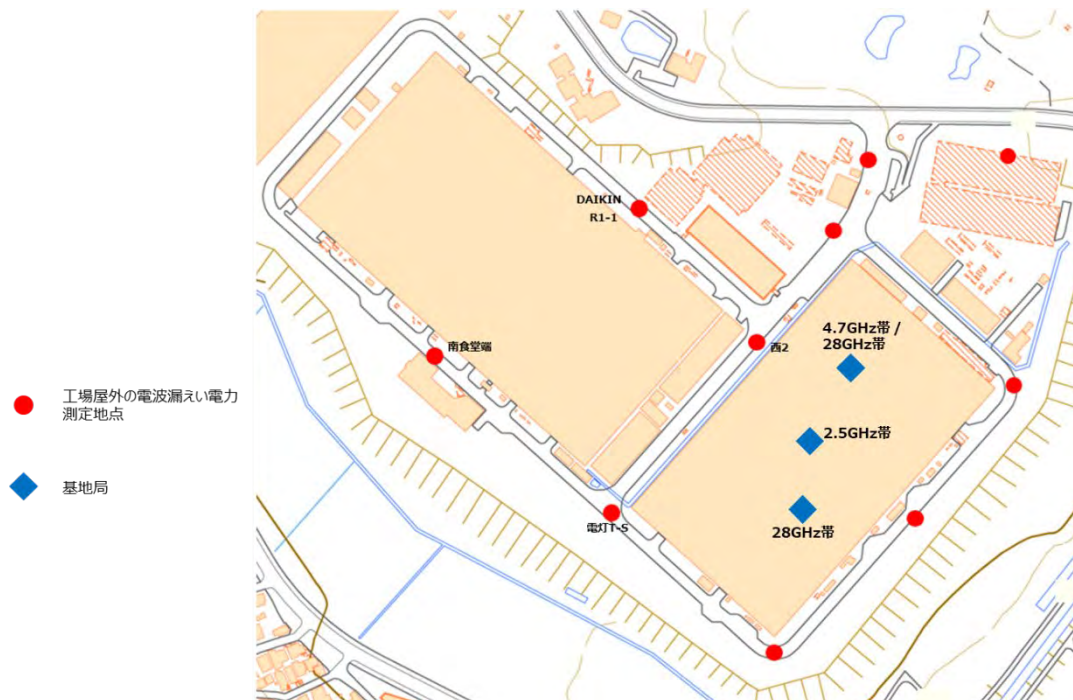 DAIKIN
R1-1
4.7GHz帯 /
28GHz帯
南食堂端
西2
工場屋外の電波漏えい電力
測定地点
2.5GHz帯
基地局
電灯T-S
28GHz帯